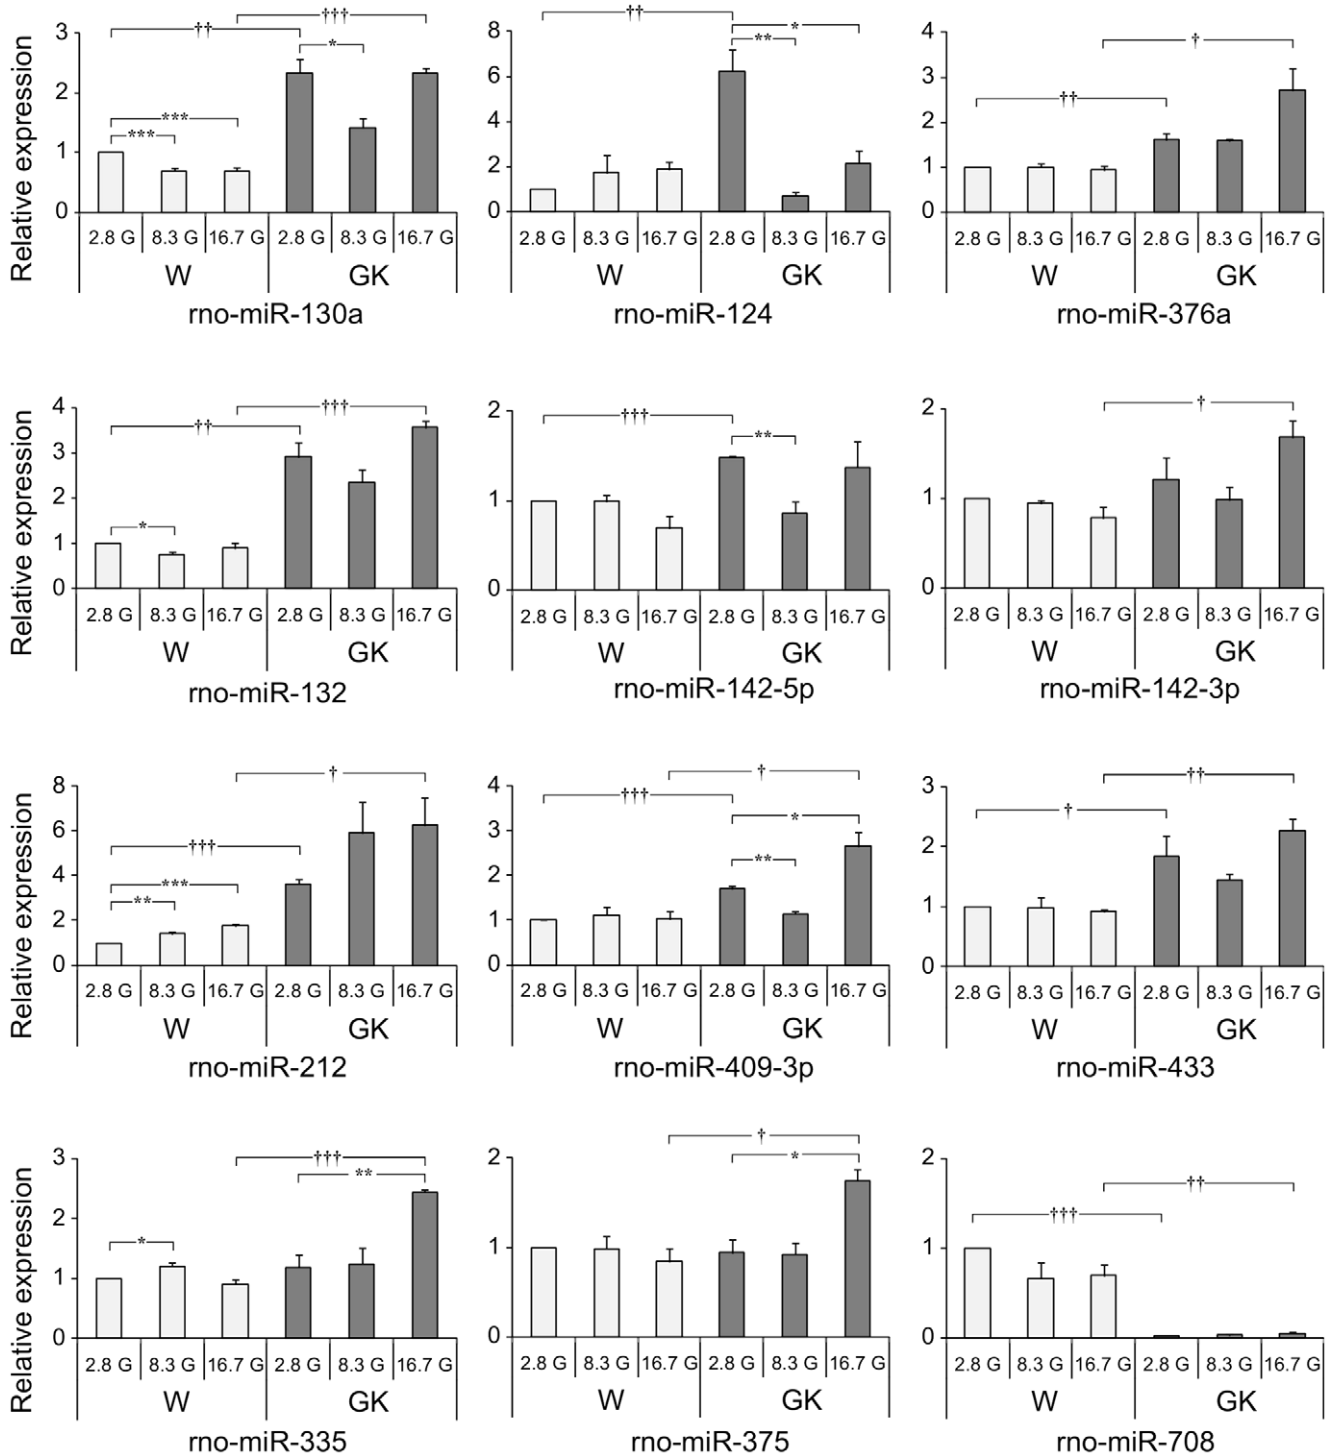 Relative expression
3
2
1
0
††
†††
*
***
***
2.8 G 8.3 G 16.7 G 2.8 G 8.3 G 16.7 G
W GK
rno-miR-130a
8
6
4
2
0
††
*
**
2.8 G 8.3 G 16.7 G 2.8 G 8.3 G 16.7 G
W GK
rno-miR-124
4
3
2
1
0
†
††
2.8 G 8.3 G 16.7 G 2.8 G 8.3 G 16.7 G
W GK
rno-miR-376a
Relative expression
4
3
2
1
0
†††
††
*
2.8 G 8.3 G 16.7 G 2.8 G 8.3 G 16.7 G
W GK
rno-miR-132
2
1
0
†††
**
2.8 G 8.3 G 16.7 G 2.8 G 8.3 G 16.7 G
W GK
rno-miR-142-5p
2
1
0
†
2.8 G 8.3 G 16.7 G 2.8 G 8.3 G 16.7 G
W GK
rno-miR-142-3p
Relative expression
8
6
4
2
0
†
†††
***
**
2.8 G 8.3 G 16.7 G 2.8 G 8.3 G 16.7 G
W GK
rno-miR-212
4
3
2
1
0
†
†††
*
**
2.8 G 8.3 G 16.7 G 2.8 G 8.3 G 16.7 G
W GK
rno-miR-409-3p
3
2
1
0
††
†
2.8 G 8.3 G 16.7 G 2.8 G 8.3 G 16.7 G
W GK
rno-miR-433
Relative expression
3
2
1
0
†††
**
*
2.8 G 8.3 G 16.7 G 2.8 G 8.3 G 16.7 G
W GK
rno-miR-335
2
1
0
†
*
2.8 G 8.3 G 16.7 G 2.8 G 8.3 G 16.7 G
W GK
rno-miR-375
2
1
0
††
†††
2.8 G 8.3 G 16.7 G 2.8 G 8.3 G 16.7 G
W GK
rno-miR-708